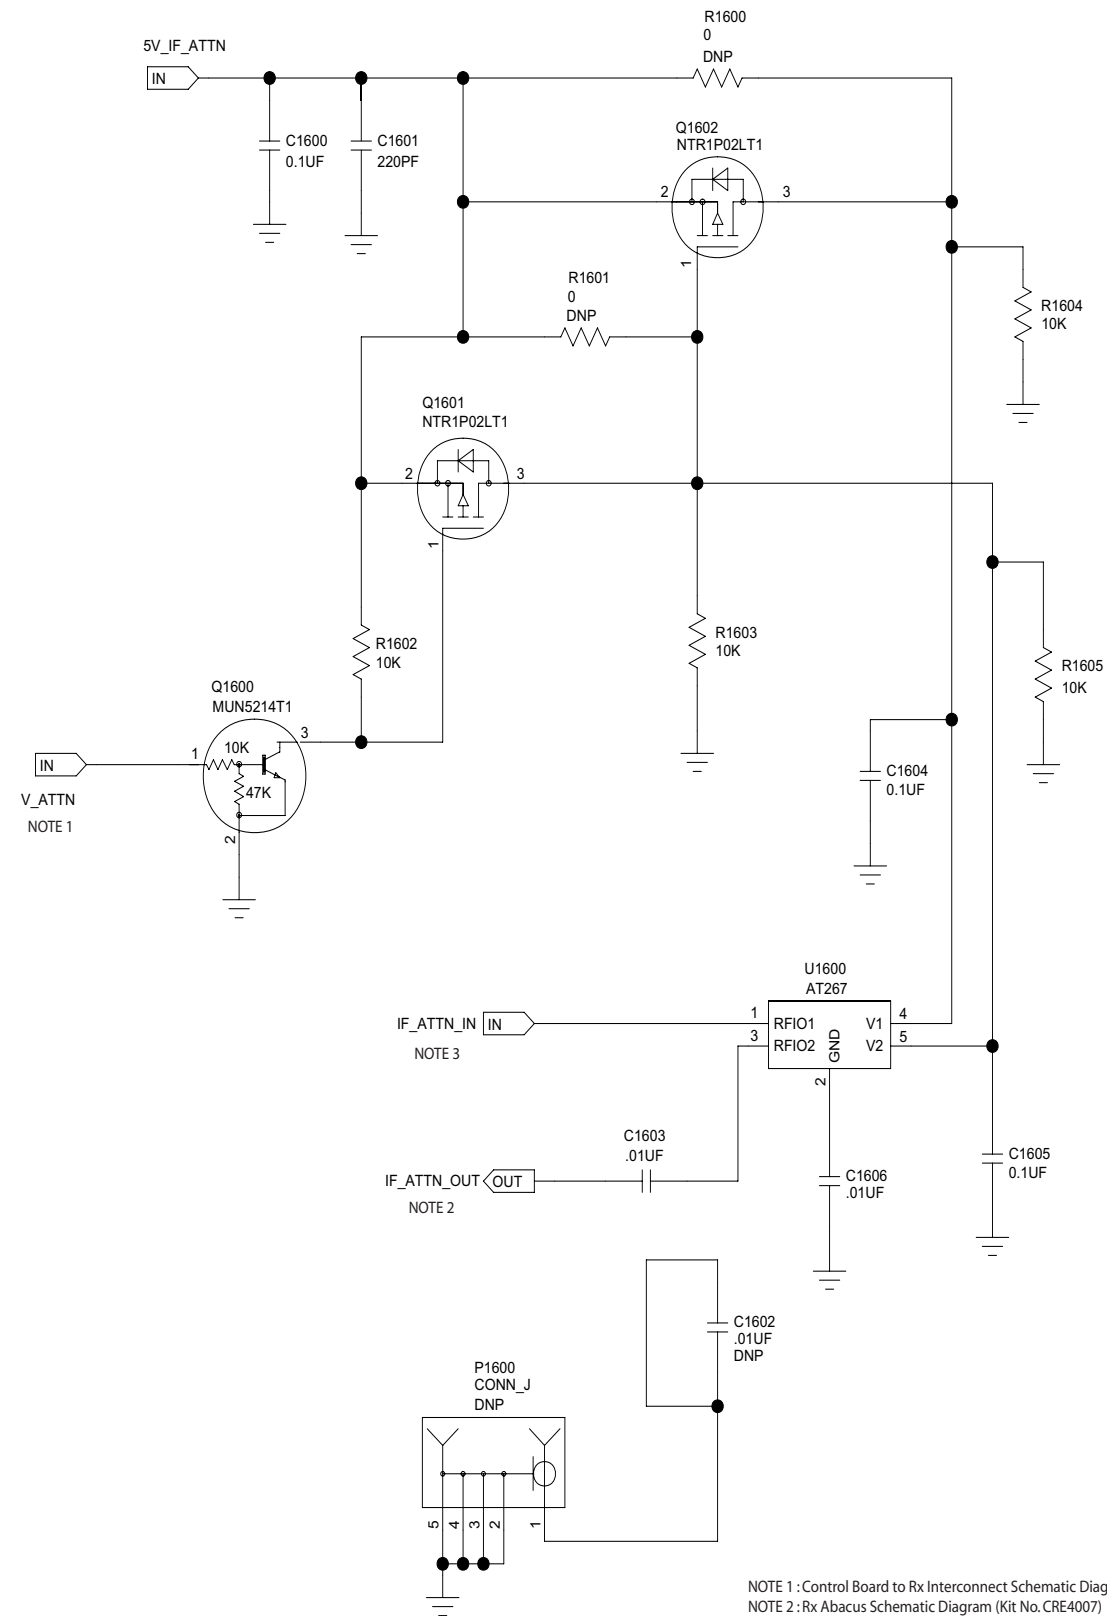 R1600
0
DNP
5V_IF_ATTN
IN
C1600
0.1UF
C1601
220PF
Q1602
NTR1P02LT1
2
3
1
R1601
0
DNP
R1604
10K
Q1601
NTR1P02LT1
2
3
1
R1602
10K
R1603
10K
R1605
10K
Q1600
MUN5214T1
3
1
10K
47K
2
IN
V_ATTN
NOTE 1
C1604
0.1UF
U1600
AT267
IF_ATTN_IN
IN
NOTE 3
1
RFIO1
V1
4
3
RFIO2
V2
5
GND
2
C1603
.01UF
IF_ATTN_OUT
OUT
NOTE 2
C1606
.01UF
C1605
0.1UF
C1602
.01UF
DNP
P1600
CONN_J
DNP
5
4
3
2
1
NOTE 1 : Control Board to Rx Interconnect Schematic Diag
NOTE 2 : Rx Abacus Schematic Diagram (Kit No. CRE4007)